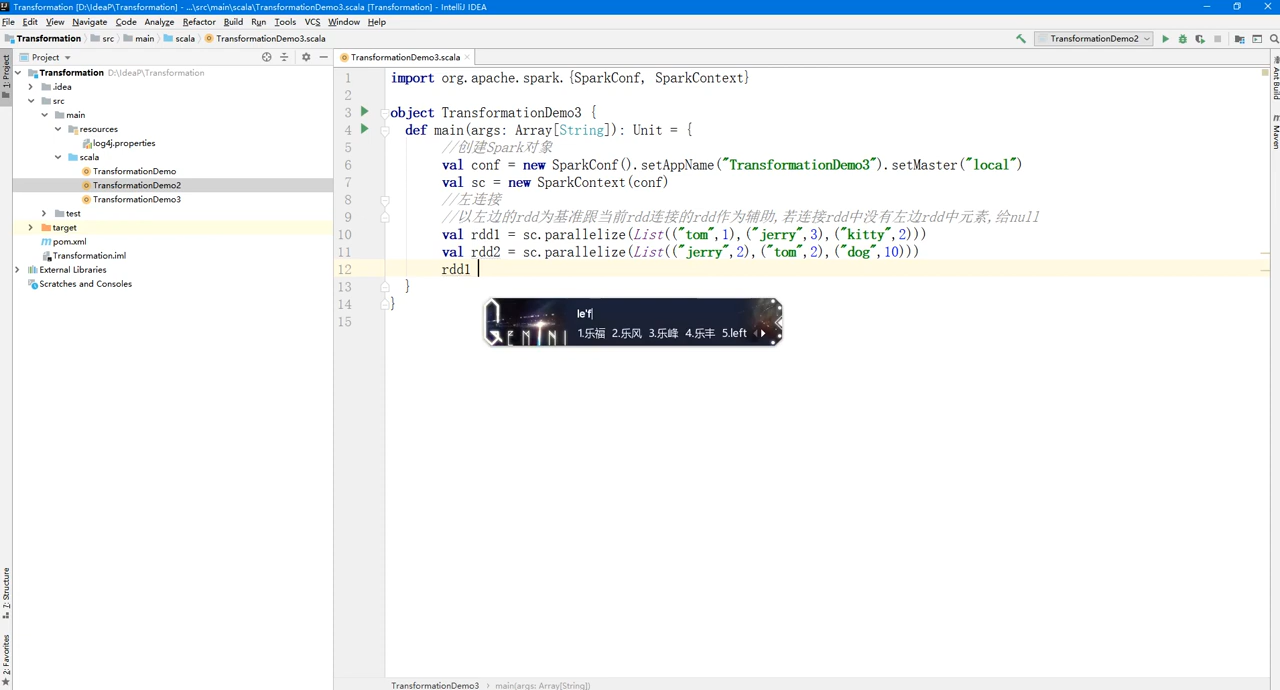 Transformation [D:\IdeaP\Transformation] - ...\src\main\scala\TransformationDemo3.scala [Transformation] - IntelliJ IDEA
File Edit View Navigate Code Analyze Refactor Build Run Tools VCS Window Help
Transformation src main scala TransformationDemo3.scala
TransformationDemo2
1: Project
Project
TransformationDemo3.scala
Transformation D:\IdeaP\Transformation
.idea
src
main
resources
log4j.properties
scala
TransformationDemo
TransformationDemo2
TransformationDemo3
test
target
pom.xml
Transformation.iml
External Libraries
Scratches and Consoles
1 import org.apache.spark.{SparkConf, SparkContext}
2
3 object TransformationDemo3 {
4 def main(args: Array[String]): Unit = {
5 //创建Spark对象
6 val conf = new SparkConf().setAppName("TransformationDemo3").setMaster("local")
7 val sc = new SparkContext(conf)
8 //左连接
9 //以左边的rdd为基准跟当前rdd连接的rdd作为辅助,若连接rdd中没有左边rdd中元素,给null
10 val rdd1 = sc.parallelize(List(("tom",1),("jerry",3),("kitty",2)))
11 val rdd2 = sc.parallelize(List(("jerry",2),("tom",2),("dog",10)))
12 rdd1
13 }
14 }
15
le'f
1.乐福 2.乐风 3.乐峰 4.乐丰 5.left
GEMINI
Ant Build
Maven
7: Structure
2: Favorites
TransformationDemo3 › main(args: Array[String])